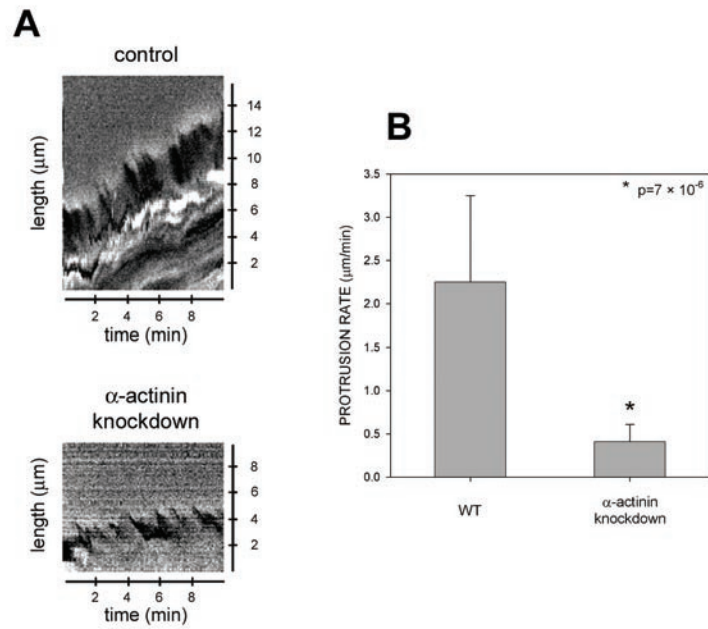 A
control
length (μm)
14
12
10
8
6
4
2
2 4 6 8
time (min)
α-actinin
knockdown
length (μm)
8
6
4
2
2 4 6 8
time (min)
B
PROTRUSION RATE (μm/min)
3.5
3.0
2.5
2.0
1.5
1.0
0.5
0.0
* p=7 × 10⁻⁶
*
WT
α-actinin
knockdown